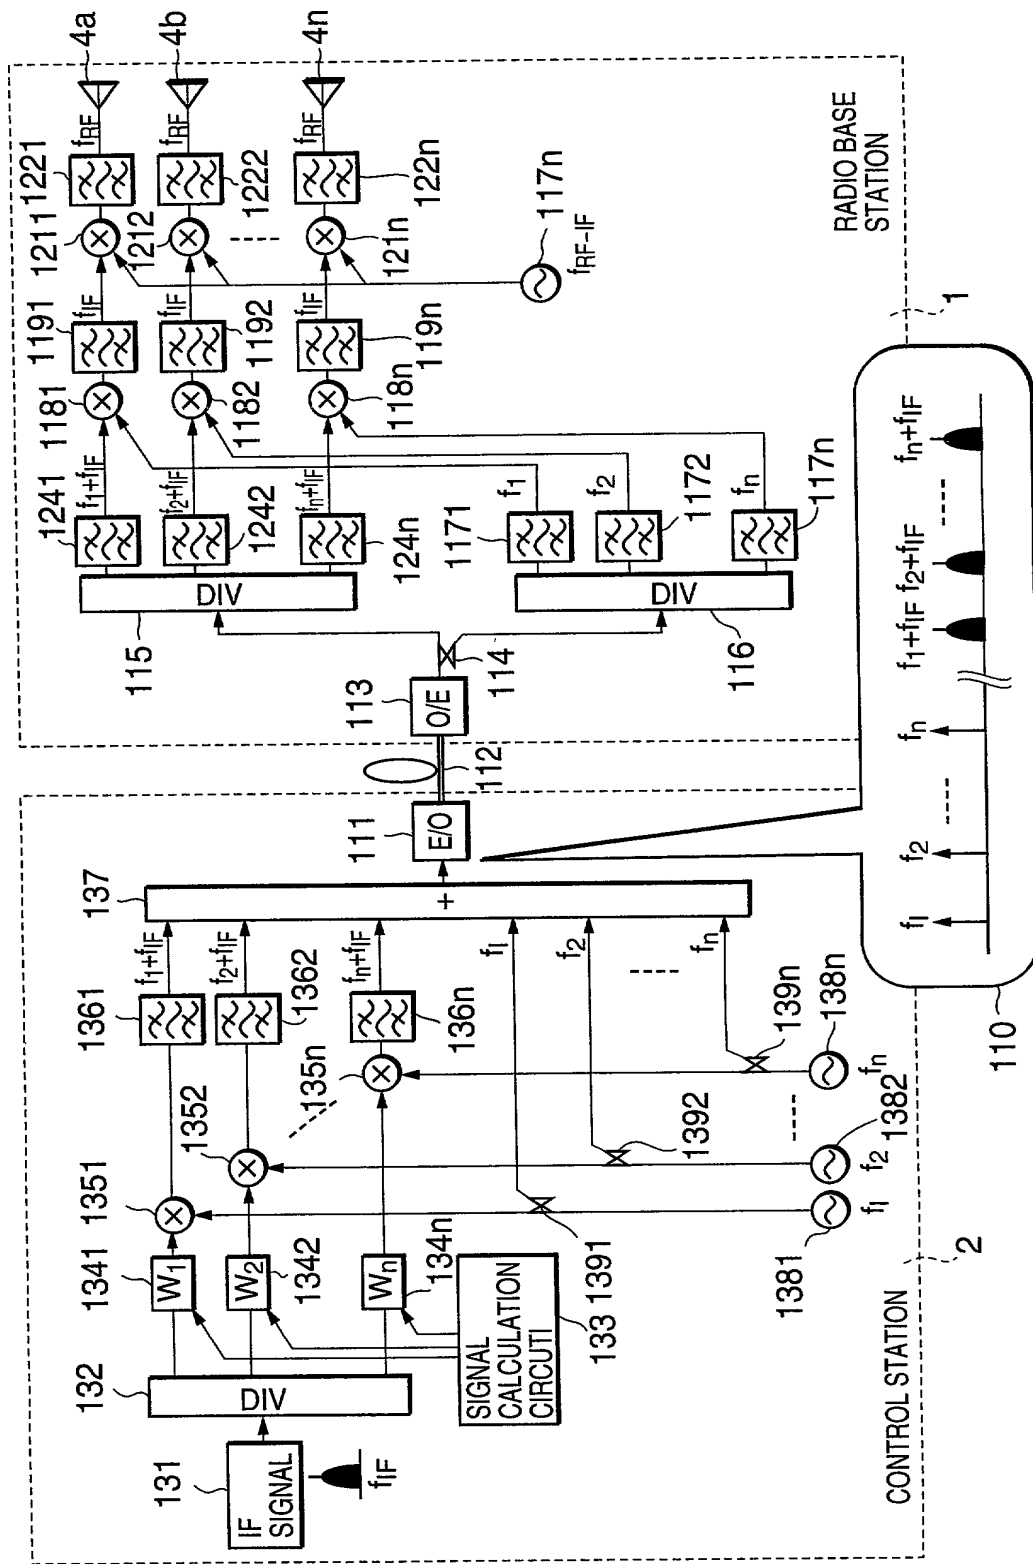 131
IF
SIGNAL
fIF
132
DIV
1341
W1
1342
W2
134n
Wn
SIGNAL
CALCULATION
CIRCUTI
133
1351
1352
135n
1361
f1+fIF
1362
f2+fIF
136n
fn+fIF
137
+
f1
f2
fn
1391
1392
139n
1381
f1
1382
f2
138n
fn
CONTROL STATION
2
111
E/O
112
113
O/E
114
115
DIV
116
DIV
1241
f1+fIF
1242
f2+fIF
124n
fn+fIF
1171
f1
1172
f2
117n
fn
1181
1182
118n
1191
fIF
1192
fIF
119n
fIF
1211
1212
121n
117n
fRF-IF
1221
fRF
1222
fRF
122n
fRF
4a
4b
4n
RADIO BASE
STATION
1
110
f1
f2
fn
f1+fIF
f2+fIF
fn+fIF